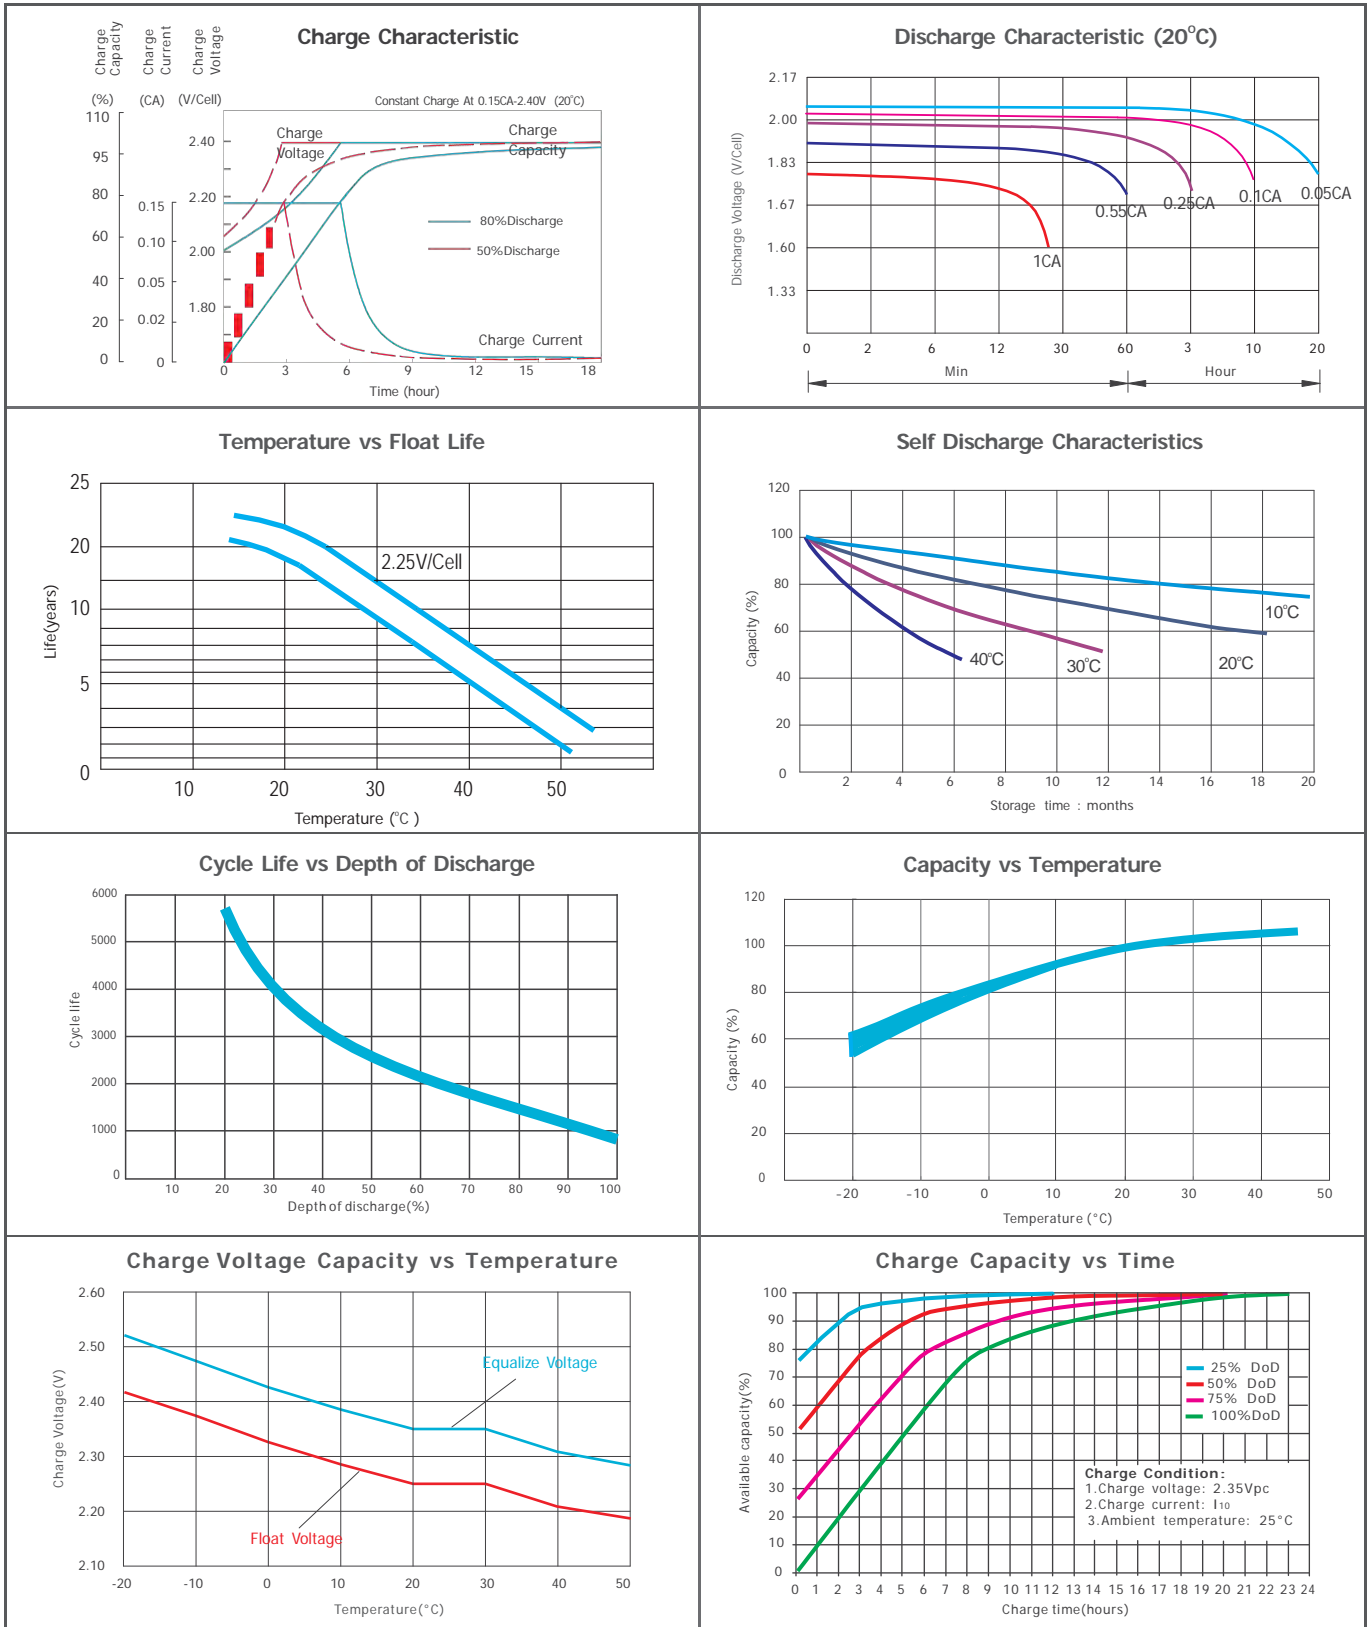 Charge Characteristic
Charge Capacity
Charge Current
Charge Voltage
(%) (CA) (V/Cell)
Constant Charge At 0.15CA-2.40V (20°C)
110
95
80
60
40
20
0
0.15
0.10
0.05
0.02
0
2.40
2.20
2.00
1.80
Charge
Voltage
Charge
Capacity
80%Discharge
50%Discharge
Charge Current
0 3 6 9 12 15 18
Time (hour)
Discharge Characteristic (20°C)
Discharge Voltage (V/Cell)
2.17
2.00
1.83
1.67
1.60
1.33
1CA
0.55CA
0.25CA
0.1CA
0.05CA
0 2 6 12 30 60 3 10 20
Min Hour
Temperature vs Float Life
Life(years)
25
20
10
5
0
2.25V/Cell
10 20 30 40 50
Temperature (°C )
Self Discharge Characteristics
Capacity (%)
120
100
80
60
40
20
0
10°C
20°C
30°C
40°C
2 4 6 8 10 12 14 16 18 20
Storage time : months
Cycle Life vs Depth of Discharge
Cycle life
6000
5000
4000
3000
2000
1000
0
10 20 30 40 50 60 70 80 90 100
Depth of discharge(%)
Capacity vs Temperature
Capacity (%)
120
100
80
60
40
20
0
-20 -10 0 10 20 30 40 50
Temperature (°C)
Charge Voltage Capacity vs Temperature
Charge Voltage(V)
2.60
2.50
2.40
2.30
2.20
2.10
Equalize Voltage
Float Voltage
-20 -10 0 10 20 30 40 50
Temperature(°C)
Charge Capacity vs Time
Available capacity(%)
100
90
80
70
60
50
40
30
20
10
0
25% DoD
50% DoD
75% DoD
100%DoD
Charge Condition:
1.Charge voltage: 2.35Vpc
2.Charge current: I10
3.Ambient temperature: 25°C
0 1 2 3 4 5 6 7 8 9 10 11 12 13 14 15 16 17 18 19 20 21 22 23 24
Charge time(hours)